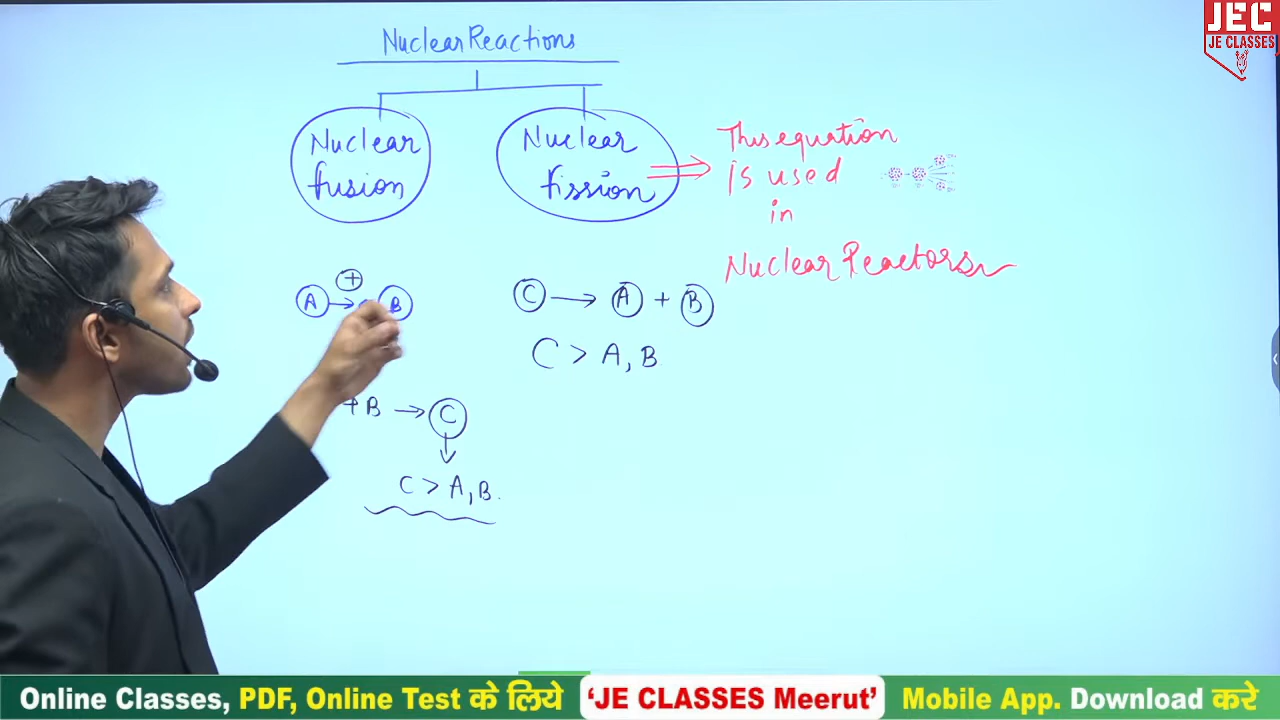 JEC
JE CLASSES
Nuclear Reactions
Nuclear fusion
Nuclear fission
This equation
is used
in
Nuclear Reactors
A → B
+
C → A + B
C > A, B
+ B → C
C > A, B.
Online Classes, PDF, Online Test के लिये 'JE CLASSES Meerut' Mobile App. Download करे